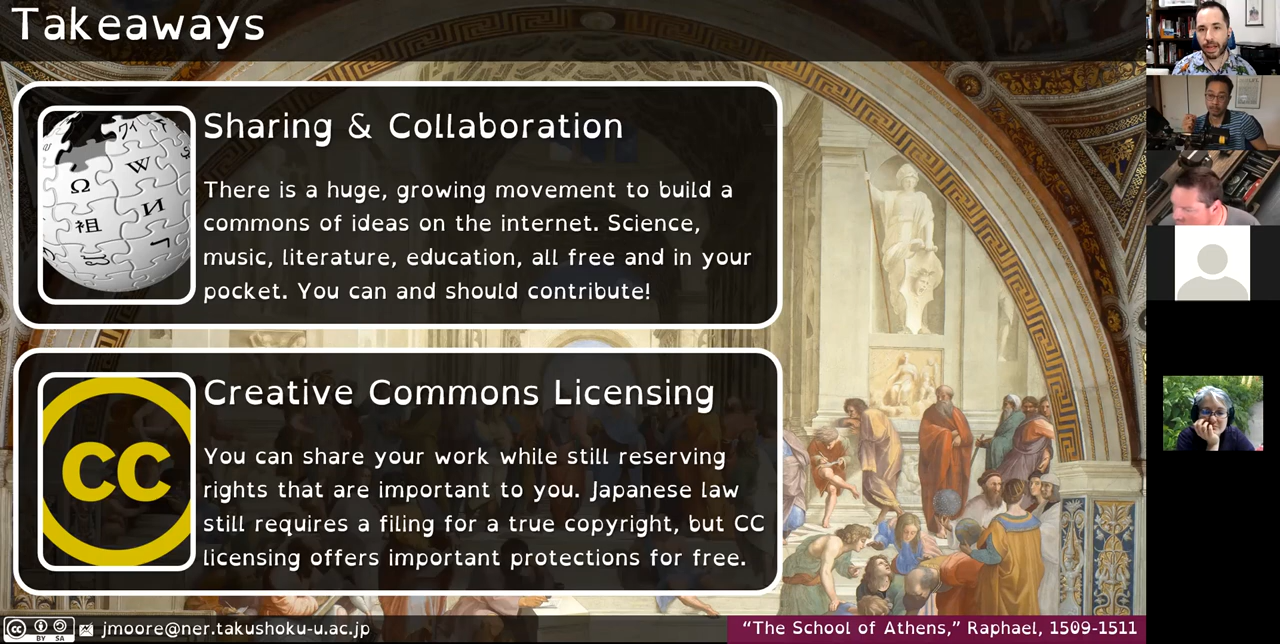 Takeaways
Sharing & Collaboration
There is a huge, growing movement to build a
commons of ideas on the internet. Science,
music, literature, education, all free and in your
pocket. You can and should contribute!
Ω W
祖 И
Creative Commons Licensing
You can share your work while still reserving
rights that are important to you. Japanese law
still requires a filing for a true copyright, but CC
licensing offers important protections for free.
CC
CC BY SA jmoore@ner.takushoku-u.ac.jp
“The School of Athens,” Raphael, 1509-1511